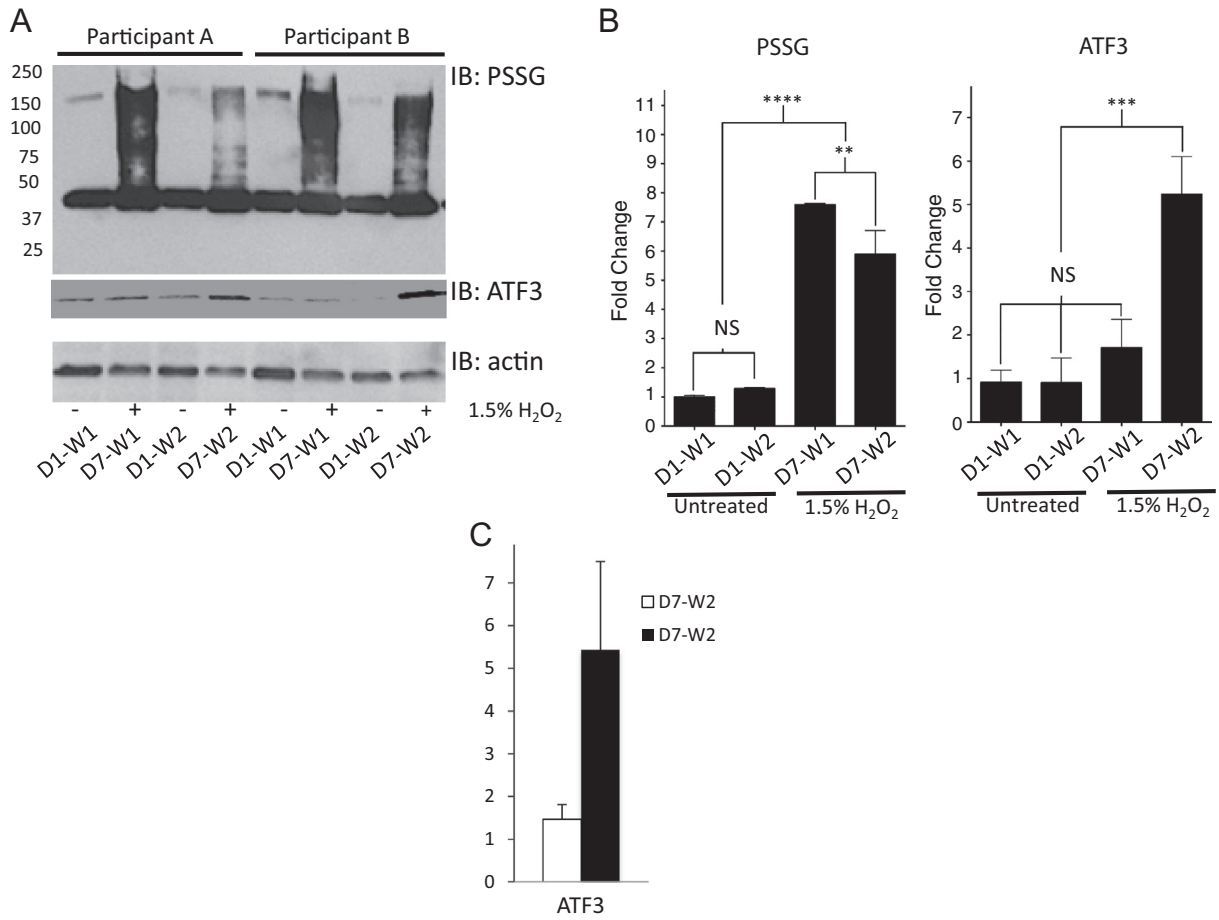 A
Participant A
Participant B
250
150
100
75
50
37
25
IB: PSSG
IB: ATF3
IB: actin
- + - + - + - +
1.5% H₂O₂
D1-W1
D7-W1
D1-W2
D7-W2
D1-W1
D7-W1
D1-W2
D7-W2
B
PSSG
Fold Change
11
10
9
8
7
6
5
4
3
2
1
0
****
**
NS
D1-W1
D1-W2
D7-W1
D7-W2
Untreated
1.5% H₂O₂
ATF3
Fold Change
7
6
5
4
3
2
1
0
***
NS
D1-W1
D1-W2
D7-W1
D7-W2
Untreated
1.5% H₂O₂
C
7
6
5
4
3
2
1
0
D7-W2
D7-W2
ATF3